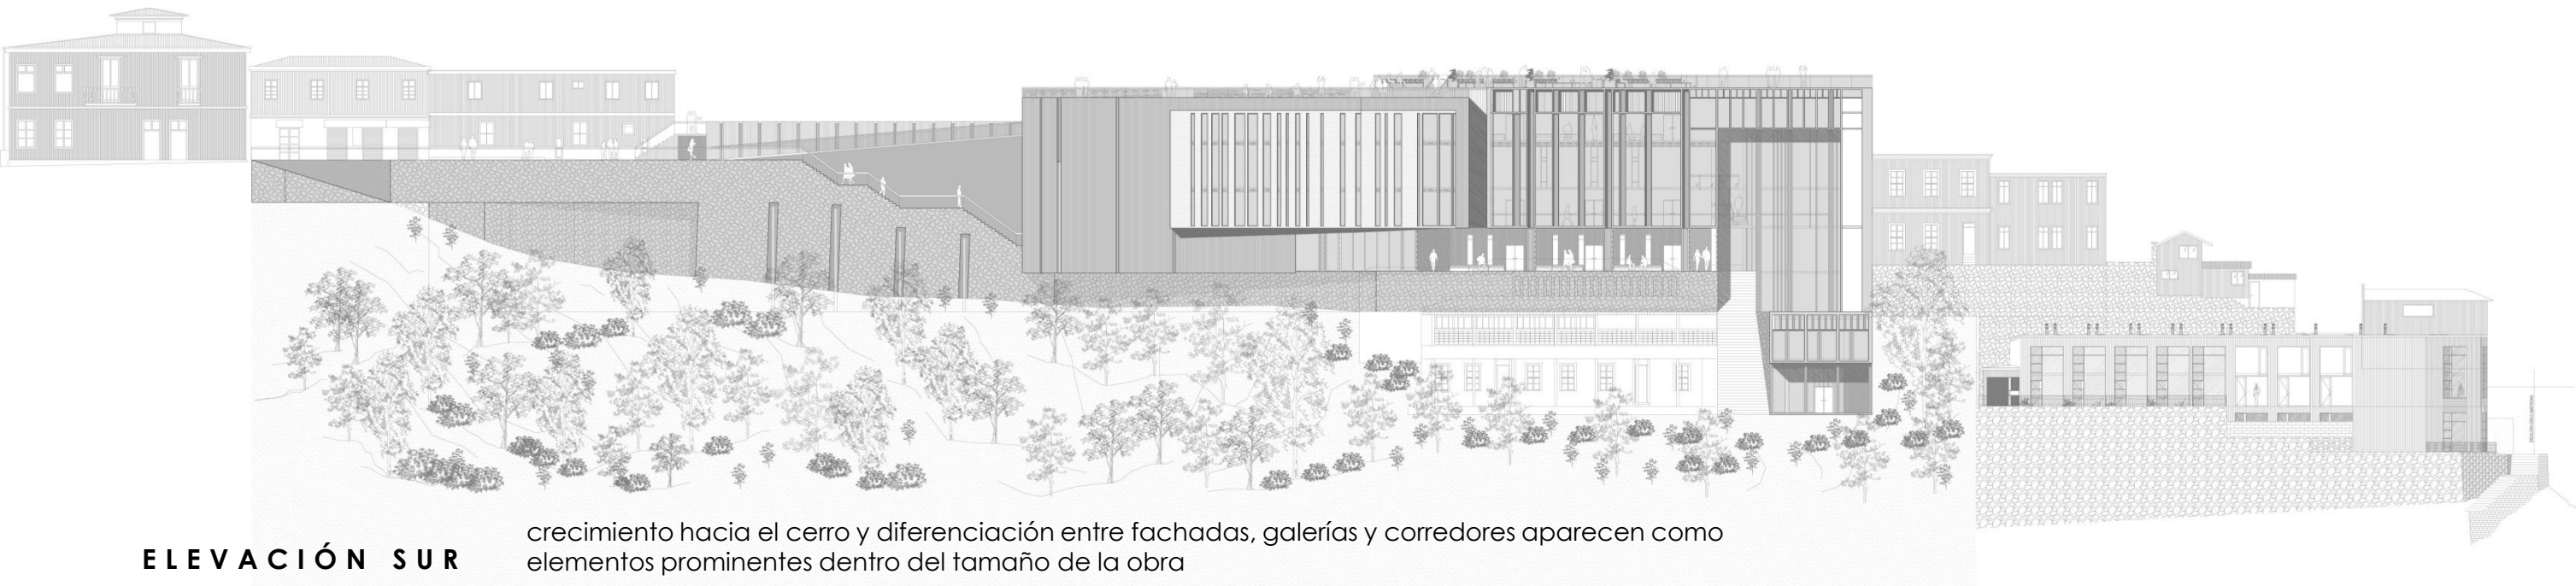 ELEVACIÓN SUR
crecimiento hacia el cerro y diferenciación entre fachadas, galerías y corredores aparecen como
elementos prominentes dentro del tamaño de la obra